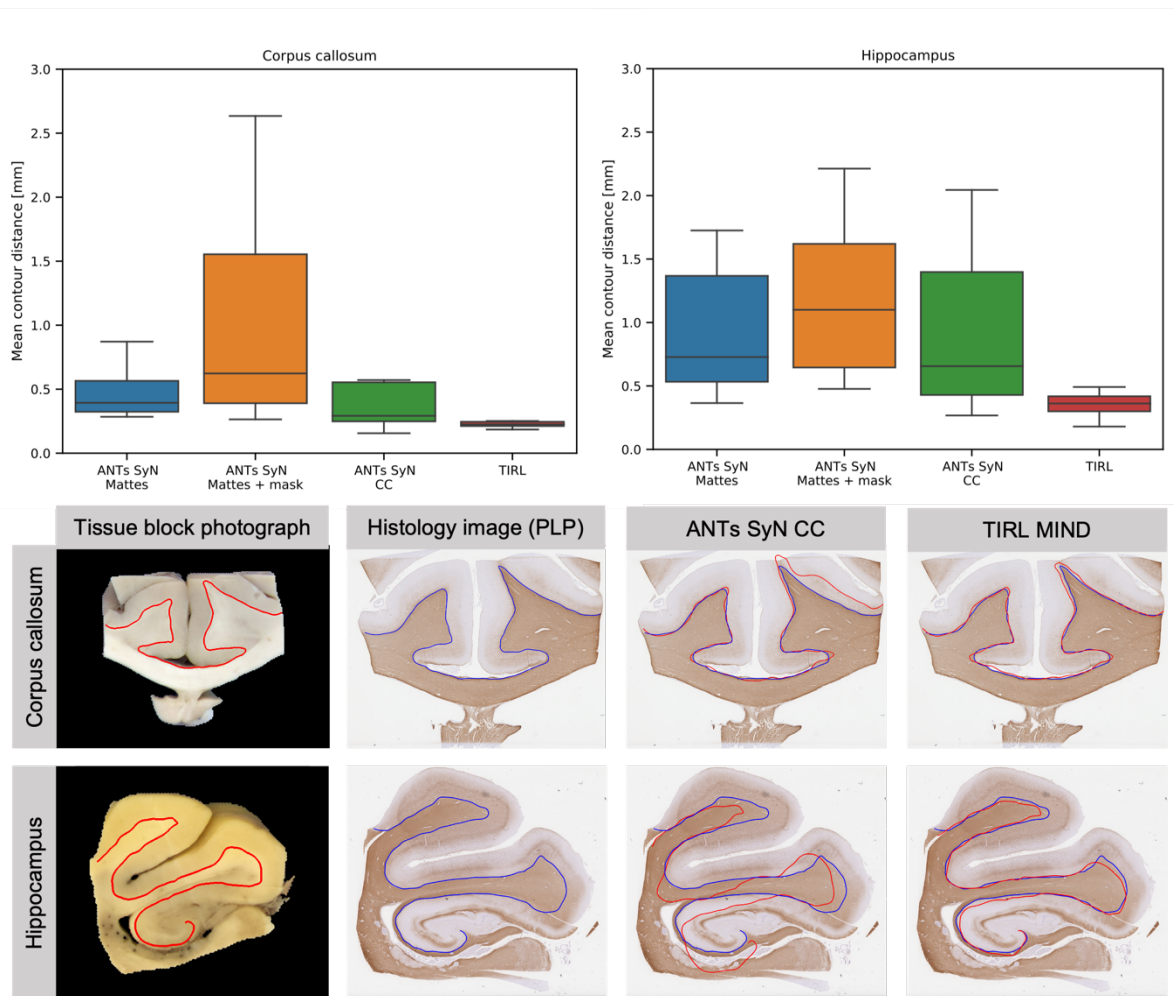 Corpus callosum
3.0
2.5
2.0
1.5
1.0
0.5
0.0
Mean contour distance [mm]
ANTs SyN
Mattes
ANTs SyN
Mattes + mask
ANTs SyN
CC
TIRL
Hippocampus
3.0
2.5
2.0
1.5
1.0
0.5
0.0
Mean contour distance [mm]
ANTs SyN
Mattes
ANTs SyN
Mattes + mask
ANTs SyN
CC
TIRL
Tissue block photograph
Histology image (PLP)
ANTs SyN CC
TIRL MIND
Corpus callosum
Hippocampus